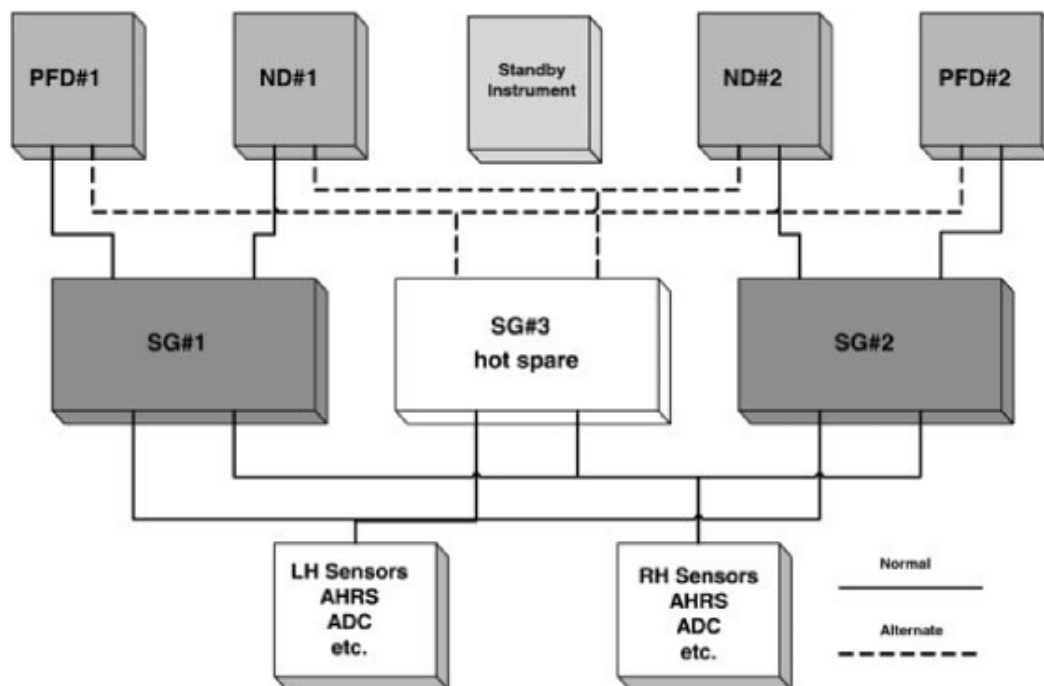 PFD#1
ND#1
Standby
Instrument
ND#2
PFD#2
SG#1
SG#3
hot spare
SG#2
LH Sensors
AHRS
ADC
etc.
RH Sensors
AHRS
ADC
etc.
Normal
Alternate